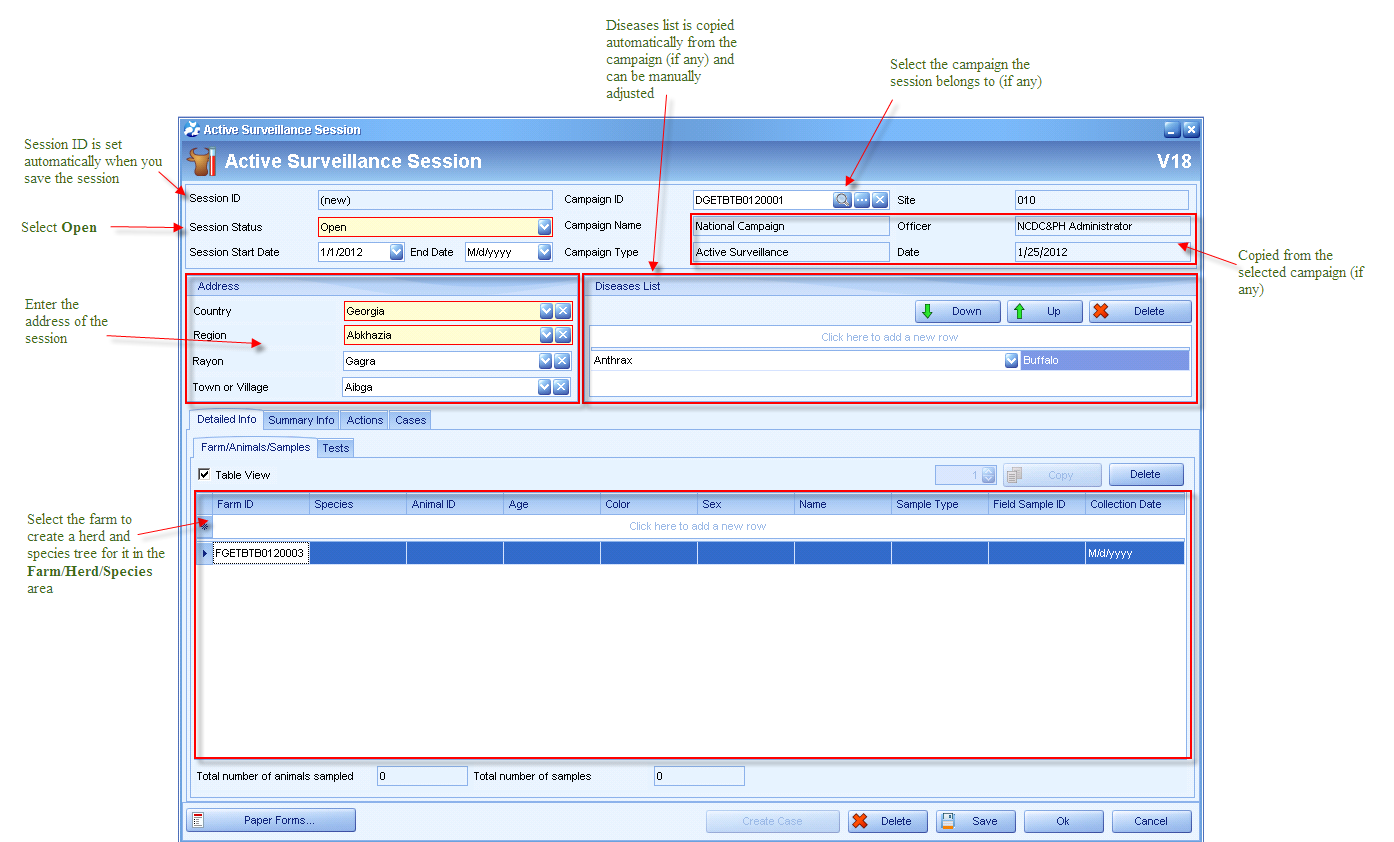 Diseases list is copied
automatically from the
campaign (if any) and
can be manually
adjusted
Select the campaign the
session belongs to (if any)
Session ID is set
automatically when you
save the session
Select Open
Enter the
address of the
session
Select the farm to
create a herd and
species tree for it in the
Farm/Herd/Species
area
Copied from the
selected campaign (if
any)
Active Surveillance Session
Active Surveillance Session V18
Session ID (new) Campaign ID DGETBTB0120001 Site 010
Session Status Open Campaign Name National Campaign Officer NCDC&PH Administrator
Session Start Date 1/1/2012 End Date M/d/yyyy Campaign Type Active Surveillance Date 1/25/2012
Address
Country Georgia
Region Abkhazia
Rayon Gagra
Town or Village Aibga
Diseases List
Down Up Delete
Click here to add a new row
Anthrax Buffalo
Detailed Info Summary Info Actions Cases
Farm/Animals/Samples Tests
Table View 1 Copy Delete
Farm ID Species Animal ID Age Color Sex Name Sample Type Field Sample ID Collection Date
Click here to add a new row
FGETBTB0120003 M/d/yyyy
Total number of animals sampled 0 Total number of samples 0
Paper Forms... Create Case Delete Save Ok Cancel